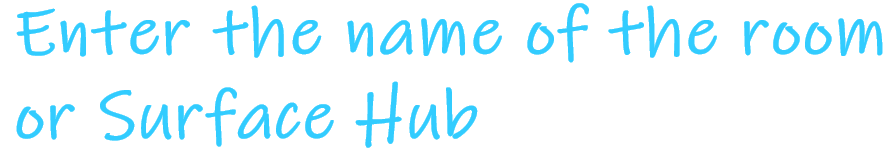 Enter the name of the room
or Surface Hub